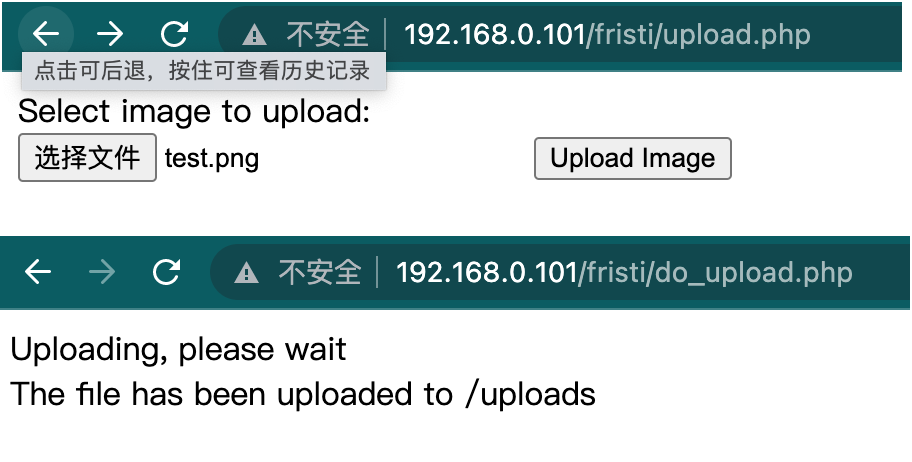 不安全 192.168.0.101/fristi/upload.php
点击可后退，按住可查看历史记录
Select image to upload:
选择文件 test.png Upload Image
不安全 192.168.0.101/fristi/do_upload.php
Uploading, please wait
The file has been uploaded to /uploads